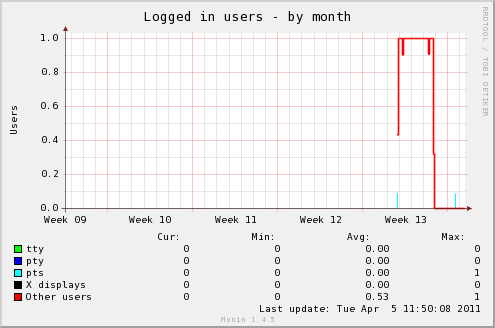 Logged in users - by month
RRDTOOL / TOBI OETIKER
Users
1.0
0.8
0.6
0.4
0.2
0.0
Week 09 Week 10 Week 11 Week 12 Week 13
Cur: Min: Avg: Max:
tty 0 0 0.00 0
pty 0 0 0.00 0
pts 0 0 0.00 1
X displays 0 0 0.00 0
Other users 0 0 0.53 1
Last update: Tue Apr 5 11:50:08 2011
Munin 1.4.5